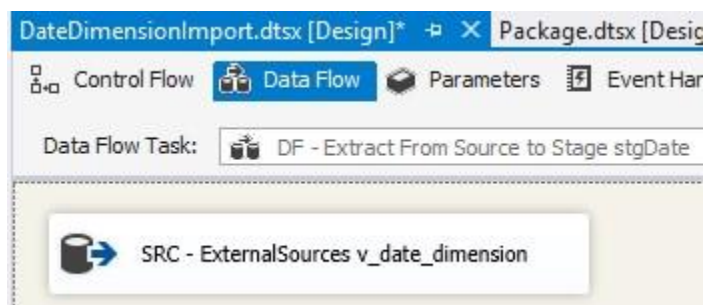 DateDimensionImport.dtsx [Design]* Package.dtsx [Desig
Control Flow Data Flow Parameters Event Har
Data Flow Task: DF - Extract From Source to Stage stgDate
SRC - ExternalSources v_date_dimension